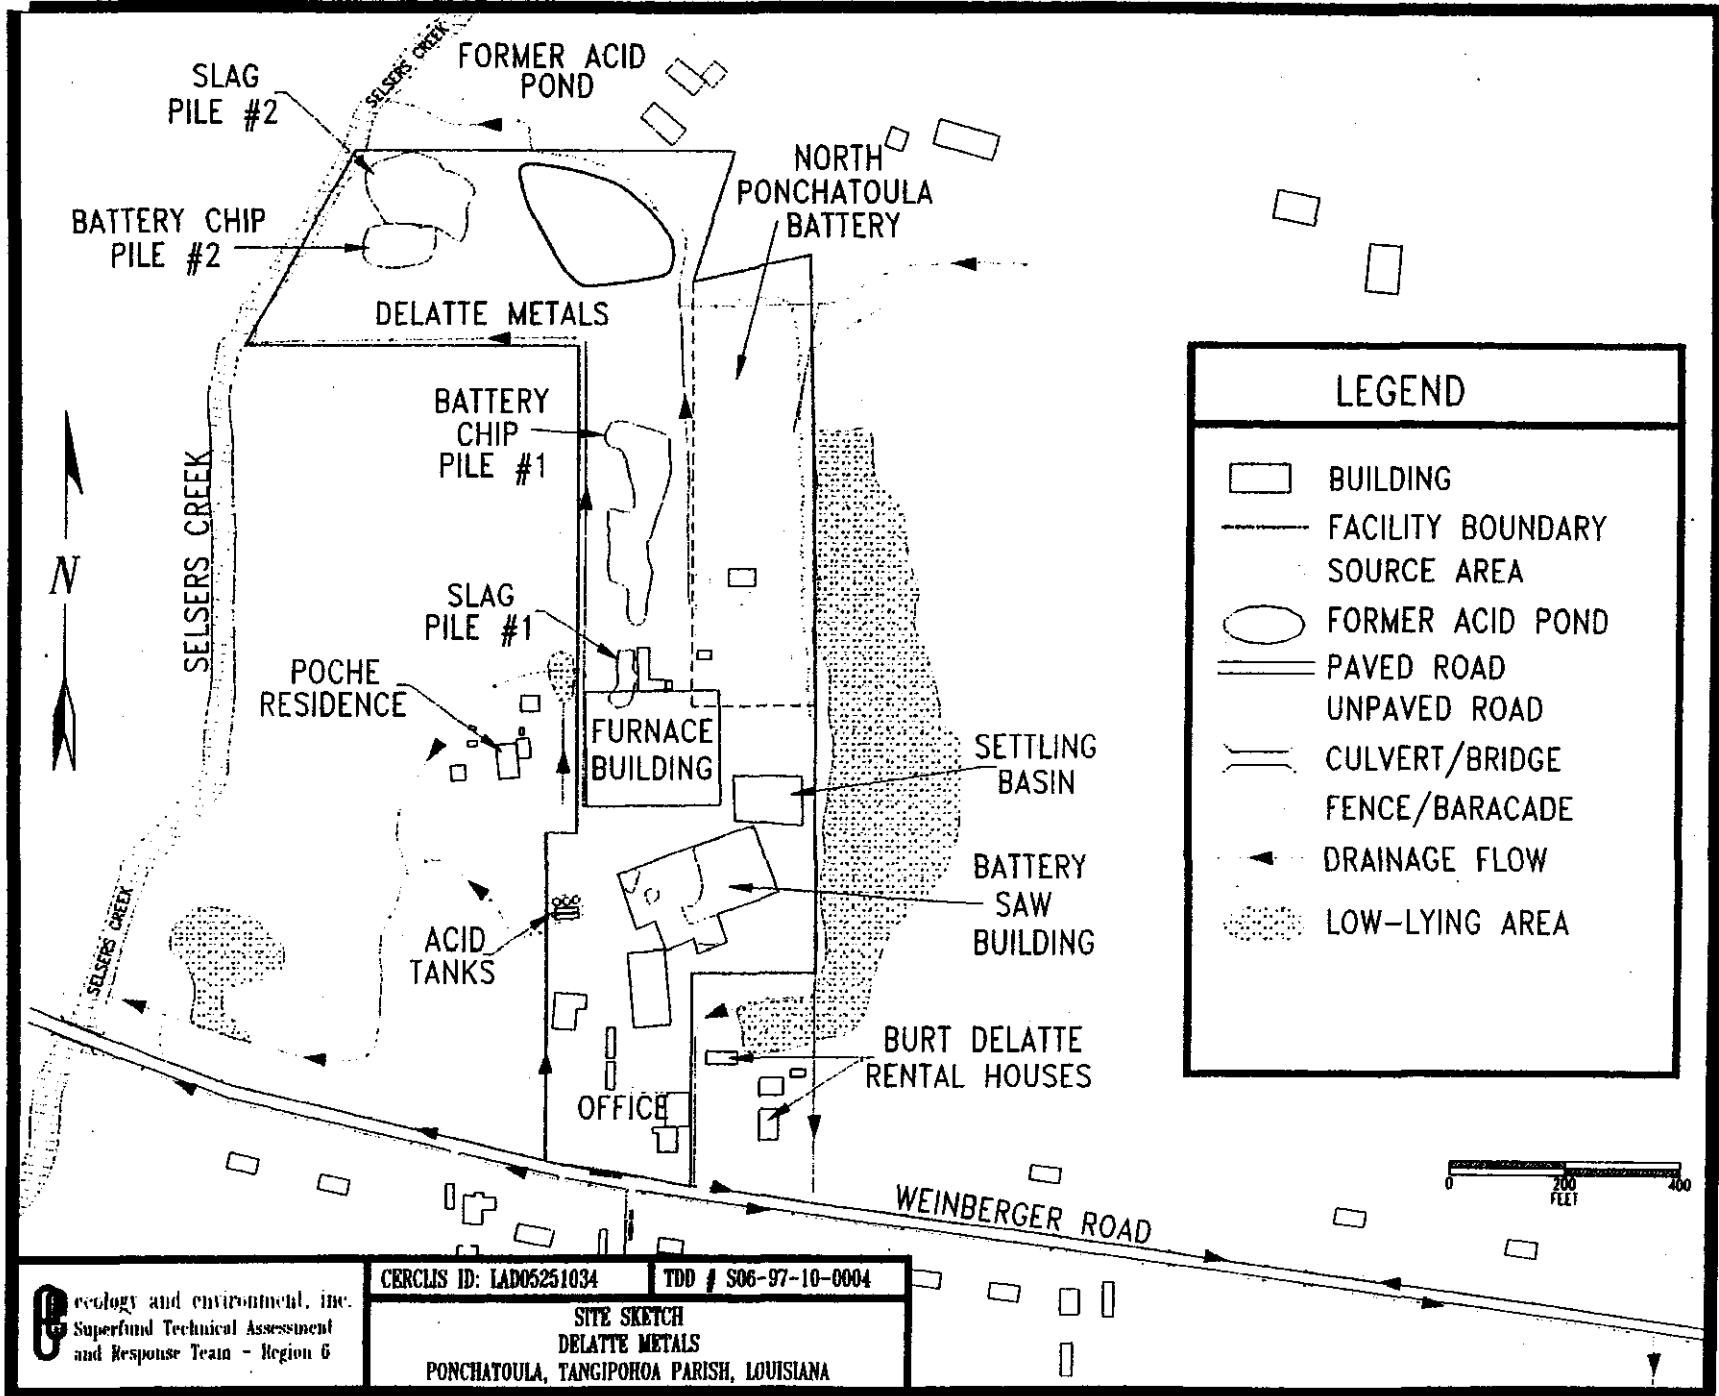 SELSERS CREEK
FORMER ACID
POND
SLAG
PILE #2
BATTERY CHIP
PILE #2
NORTH
PONCHATOULA
BATTERY
DELATTE METALS
BATTERY
CHIP
PILE #1
SELSERS CREEK
N
SLAG
PILE #1
POCHE
RESIDENCE
FURNACE
BUILDING
SETTLING
BASIN
BATTERY
SAW
BUILDING
ACID
TANKS
SELSERS CREEK
BURT DELATTE
RENTAL HOUSES
OFFICE
WEINBERGER ROAD
LEGEND
BUILDING
FACILITY BOUNDARY
SOURCE AREA
FORMER ACID POND
PAVED ROAD
UNPAVED ROAD
CULVERT/BRIDGE
FENCE/BARACADE
DRAINAGE FLOW
LOW-LYING AREA
0 200 400
FEET
ecology and environment, inc.
Superfund Technical Assessment
and Response Team - Region 6
CERCLIS ID: LAD05251034
TDD # S06-97-10-0004
SITE SKETCH
DELATTE METALS
PONCHATOULA, TANGIPOHOA PARISH, LOUISIANA